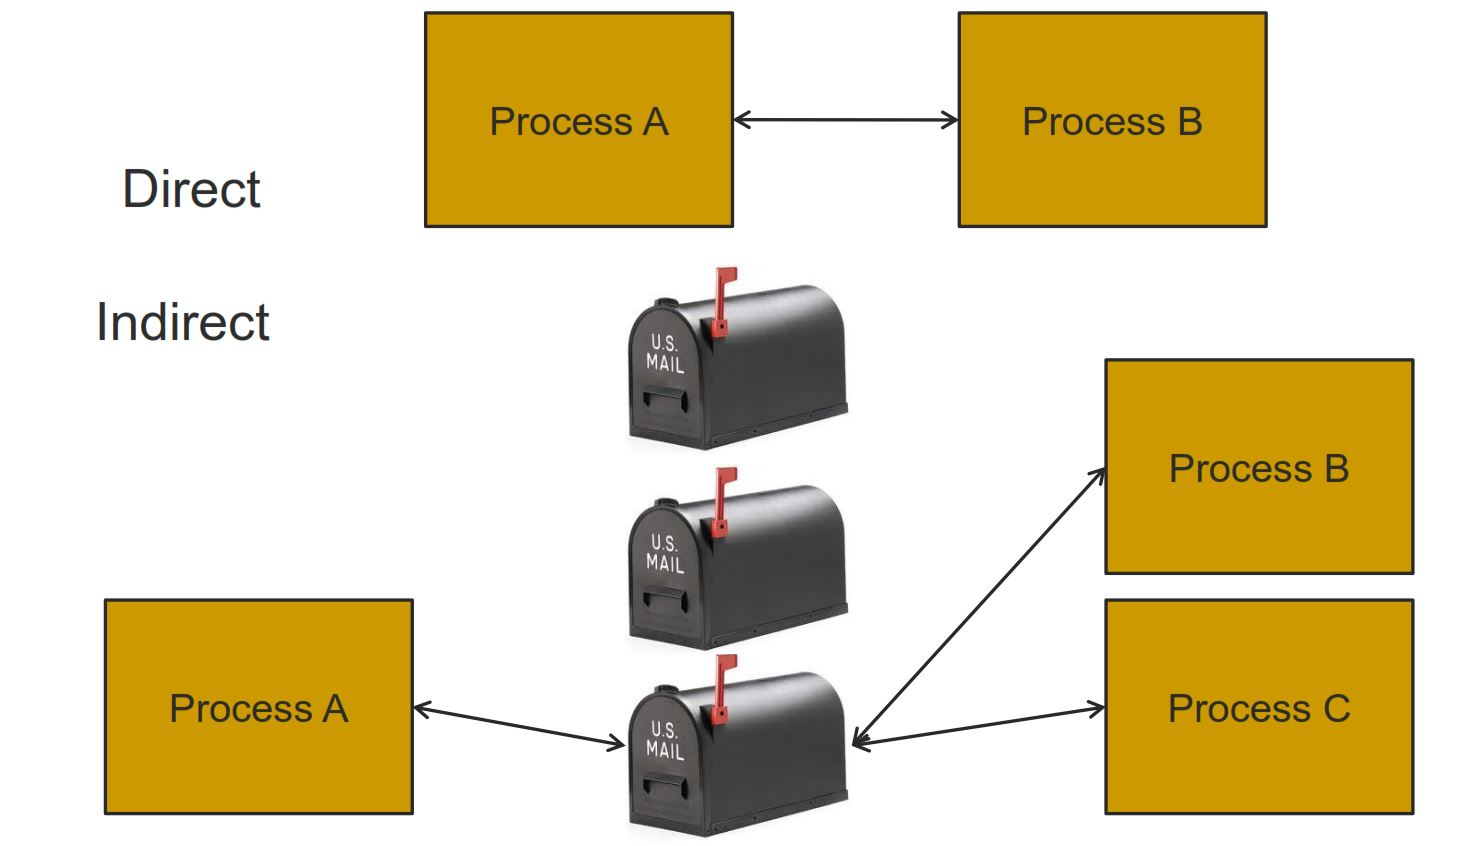 Process A
Process B
Direct
Indirect
U.S.
MAIL
Process B
U.S.
MAIL
Process A
Process C
U.S.
MAIL